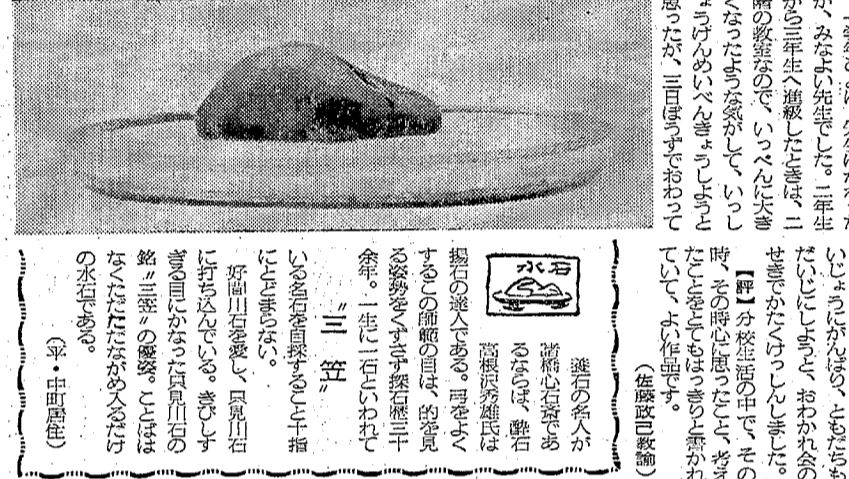 が、みなよい先生でした。二年生
から三年生へ進級したときは、二
階の教室なので、いっぺんに大き
くなったような気がして、いっし
ょうけんめいべんきょうしようと
思ったが、三日ぼうずでおわって
いじょうにがんばり、ともだちも
だいじにしようと、おわかれ会の
せきでかたくけっしんしました。
【評】分校生活の中で、その
時、その時心に思ったこと、考え
たことをとてもはっきりと書かれ
ていて、よい作品です。
（佐藤政己教諭）
水石
石の名人が
諸橋心石斎であ
るならば、酔石
高根沢秀雄氏は
揚石の達人である。弓をよく
するこの師範の目は、的を見
る姿勢をくずさず探石歴三十
余年。一生に一石といわれて
〝三笠〟
いる名石を自採すること十指
にとどまらない。
好間川石を愛し、只見川石
に打ち込んでいる。きびしす
ぎる目にかなった只見川石の
銘〝三笠〟の優姿。ことばは
なくただただながめ入るだけ
の水石である。
（平・中町居住）